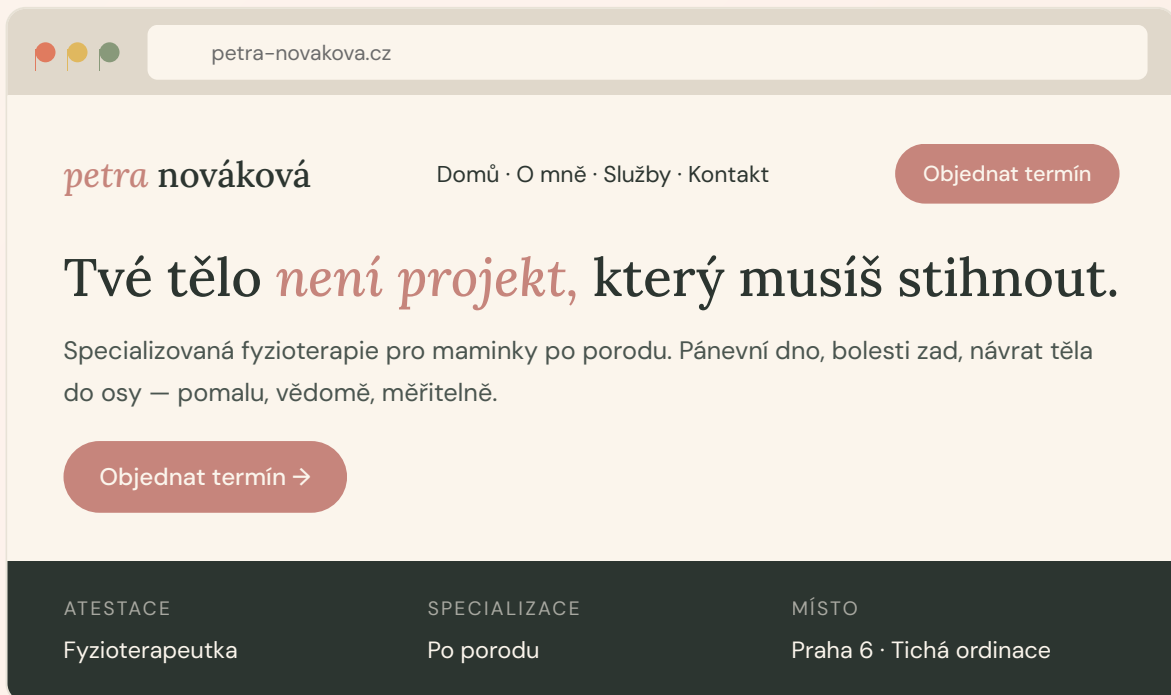 petra-novakova.cz
petra nováková
Domů · O mně · Služby · Kontakt
Objednat termín
Tvé tělo není projekt, který musíš stihnout.
Specializovaná fyzioterapie pro maminky po porodu. Pánevní dno, bolesti zad, návrat těla
do osy — pomalu, vědomě, měřitelně.
Objednat termín →
ATESTACE
SPECIALIZACE
MÍSTO
Fyzioterapeutka
Po porodu
Praha 6 · Tichá ordinace